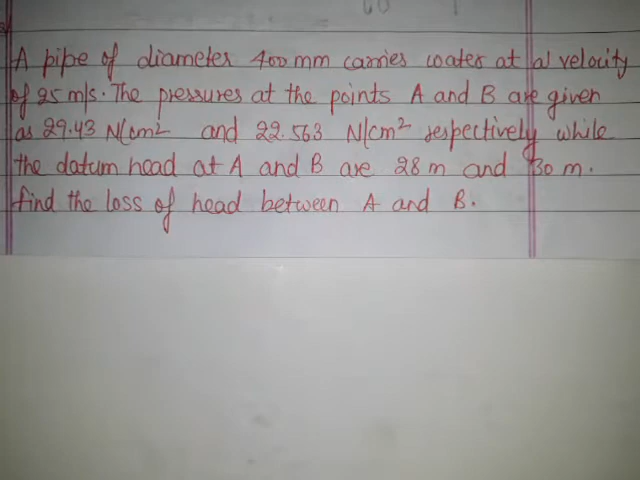 A pipe of diameter 400 mm carries water at a velocity
of 25 m/s. The pressures at the points A and B are given
as 29.43 N/cm² and 22.563 N/cm² respectively while
the datum head at A and B are 28 m and 30 m.
find the loss of head between A and B.